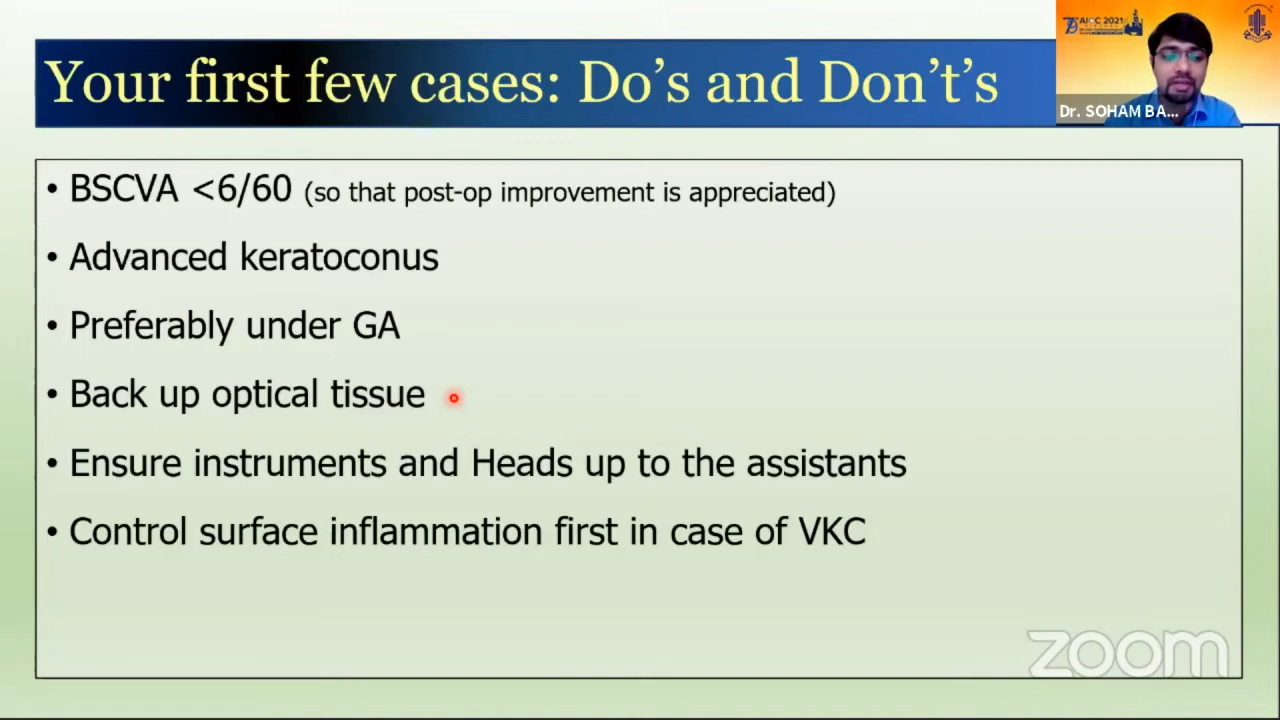 Your first few cases: Do's and Don't's
AIOC 2021
Dr. SOHAM BA...
• BSCVA <6/60 (so that post-op improvement is appreciated)
• Advanced keratoconus
• Preferably under GA
• Back up optical tissue
• Ensure instruments and Heads up to the assistants
• Control surface inflammation first in case of VKC
zoom